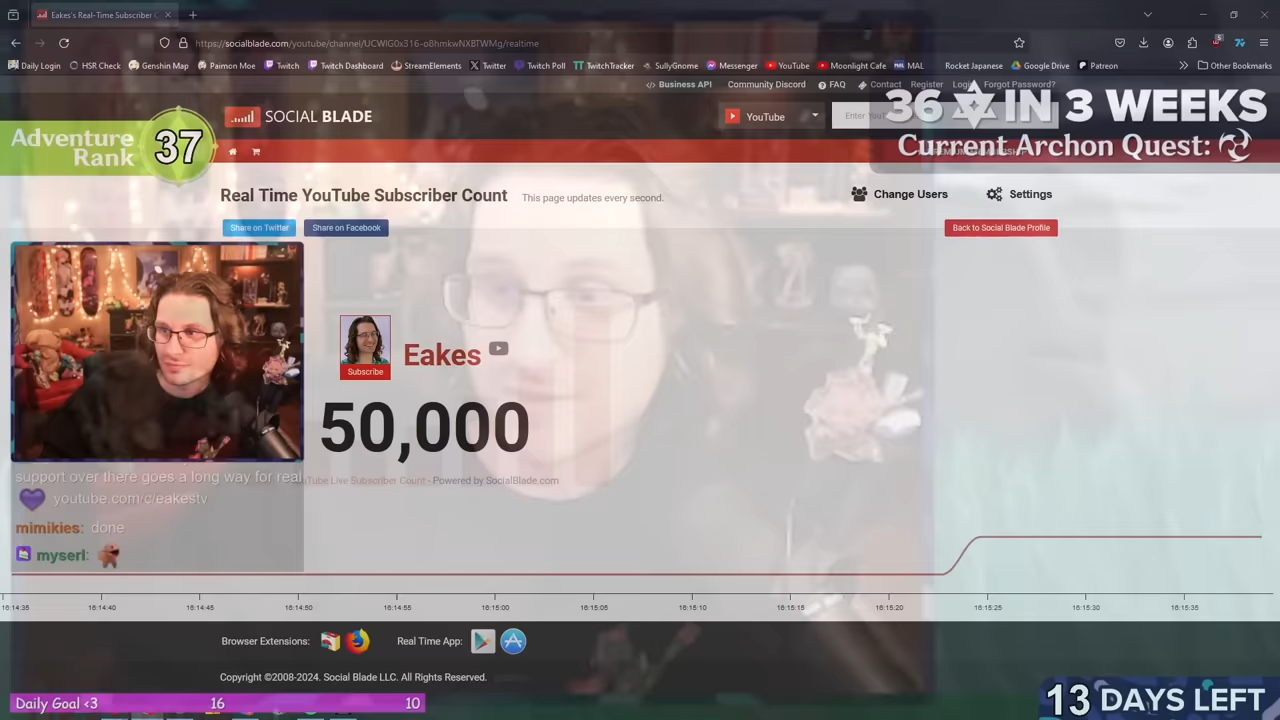 Eakes's Real-Time Subscriber C
https://socialblade.com/youtube/channel/UCWIG0x316-o8hmkwNXBTWMg/realtime
Daily Login HSR Check Genshin Map Paimon Moe Twitch Twitch Dashboard StreamElements Twitter Twitch Poll TwitchTracker SullyGnome Messenger YouTube Moonlight Cafe MAL Rocket Japanese Google Drive Patreon Other Bookmarks
Business API Community Discord FAQ Contact Register Login Forgot Password?
SOCIAL BLADE
YouTube
36 IN 3 WEEKS
Current Archon Quest:
Adventure
Rank
37
Real Time YouTube Subscriber Count
This page updates every second.
Change Users
Settings
Share on Twitter
Share on Facebook
Back to Social Blade Profile
Eakes
Subscribe
50,000
Tube Live Subscriber Count - Powered by SocialBlade.com
support over there goes a long way for real
youtube.com/c/eakestv
mimikies: done
myserl:
16:14:35 16:14:40 16:14:45 16:14:50 16:14:55 16:15:00 16:15:05 16:15:10 16:15:15 16:15:20 16:15:25 16:15:30 16:15:35
Browser Extensions:
Real Time App:
Copyright ©2008-2024. Social Blade LLC. All Rights Reserved.
Daily Goal <3 16 10
13 DAYS LEFT